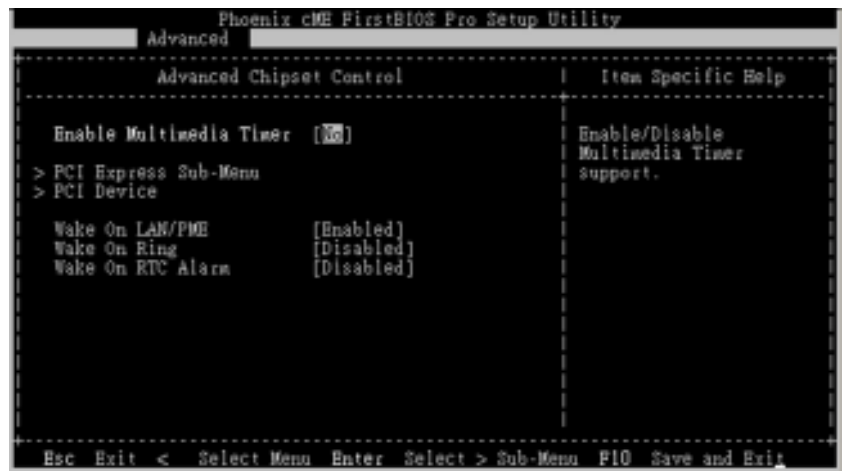 Phoenix cME FirstBIOS Pro Setup Utility
Advanced
Advanced Chipset Control | Item Specific Help
Enable Multimedia Timer [No]
Enable/Disable
Multimedia Timer
support.
> PCI Express Sub-Menu
> PCI Device
Wake On LAN/PME [Enabled]
Wake On Ring [Disabled]
Wake On RTC Alarm [Disabled]
Esc Exit < Select Menu Enter Select > Sub-Menu F10 Save and Exit